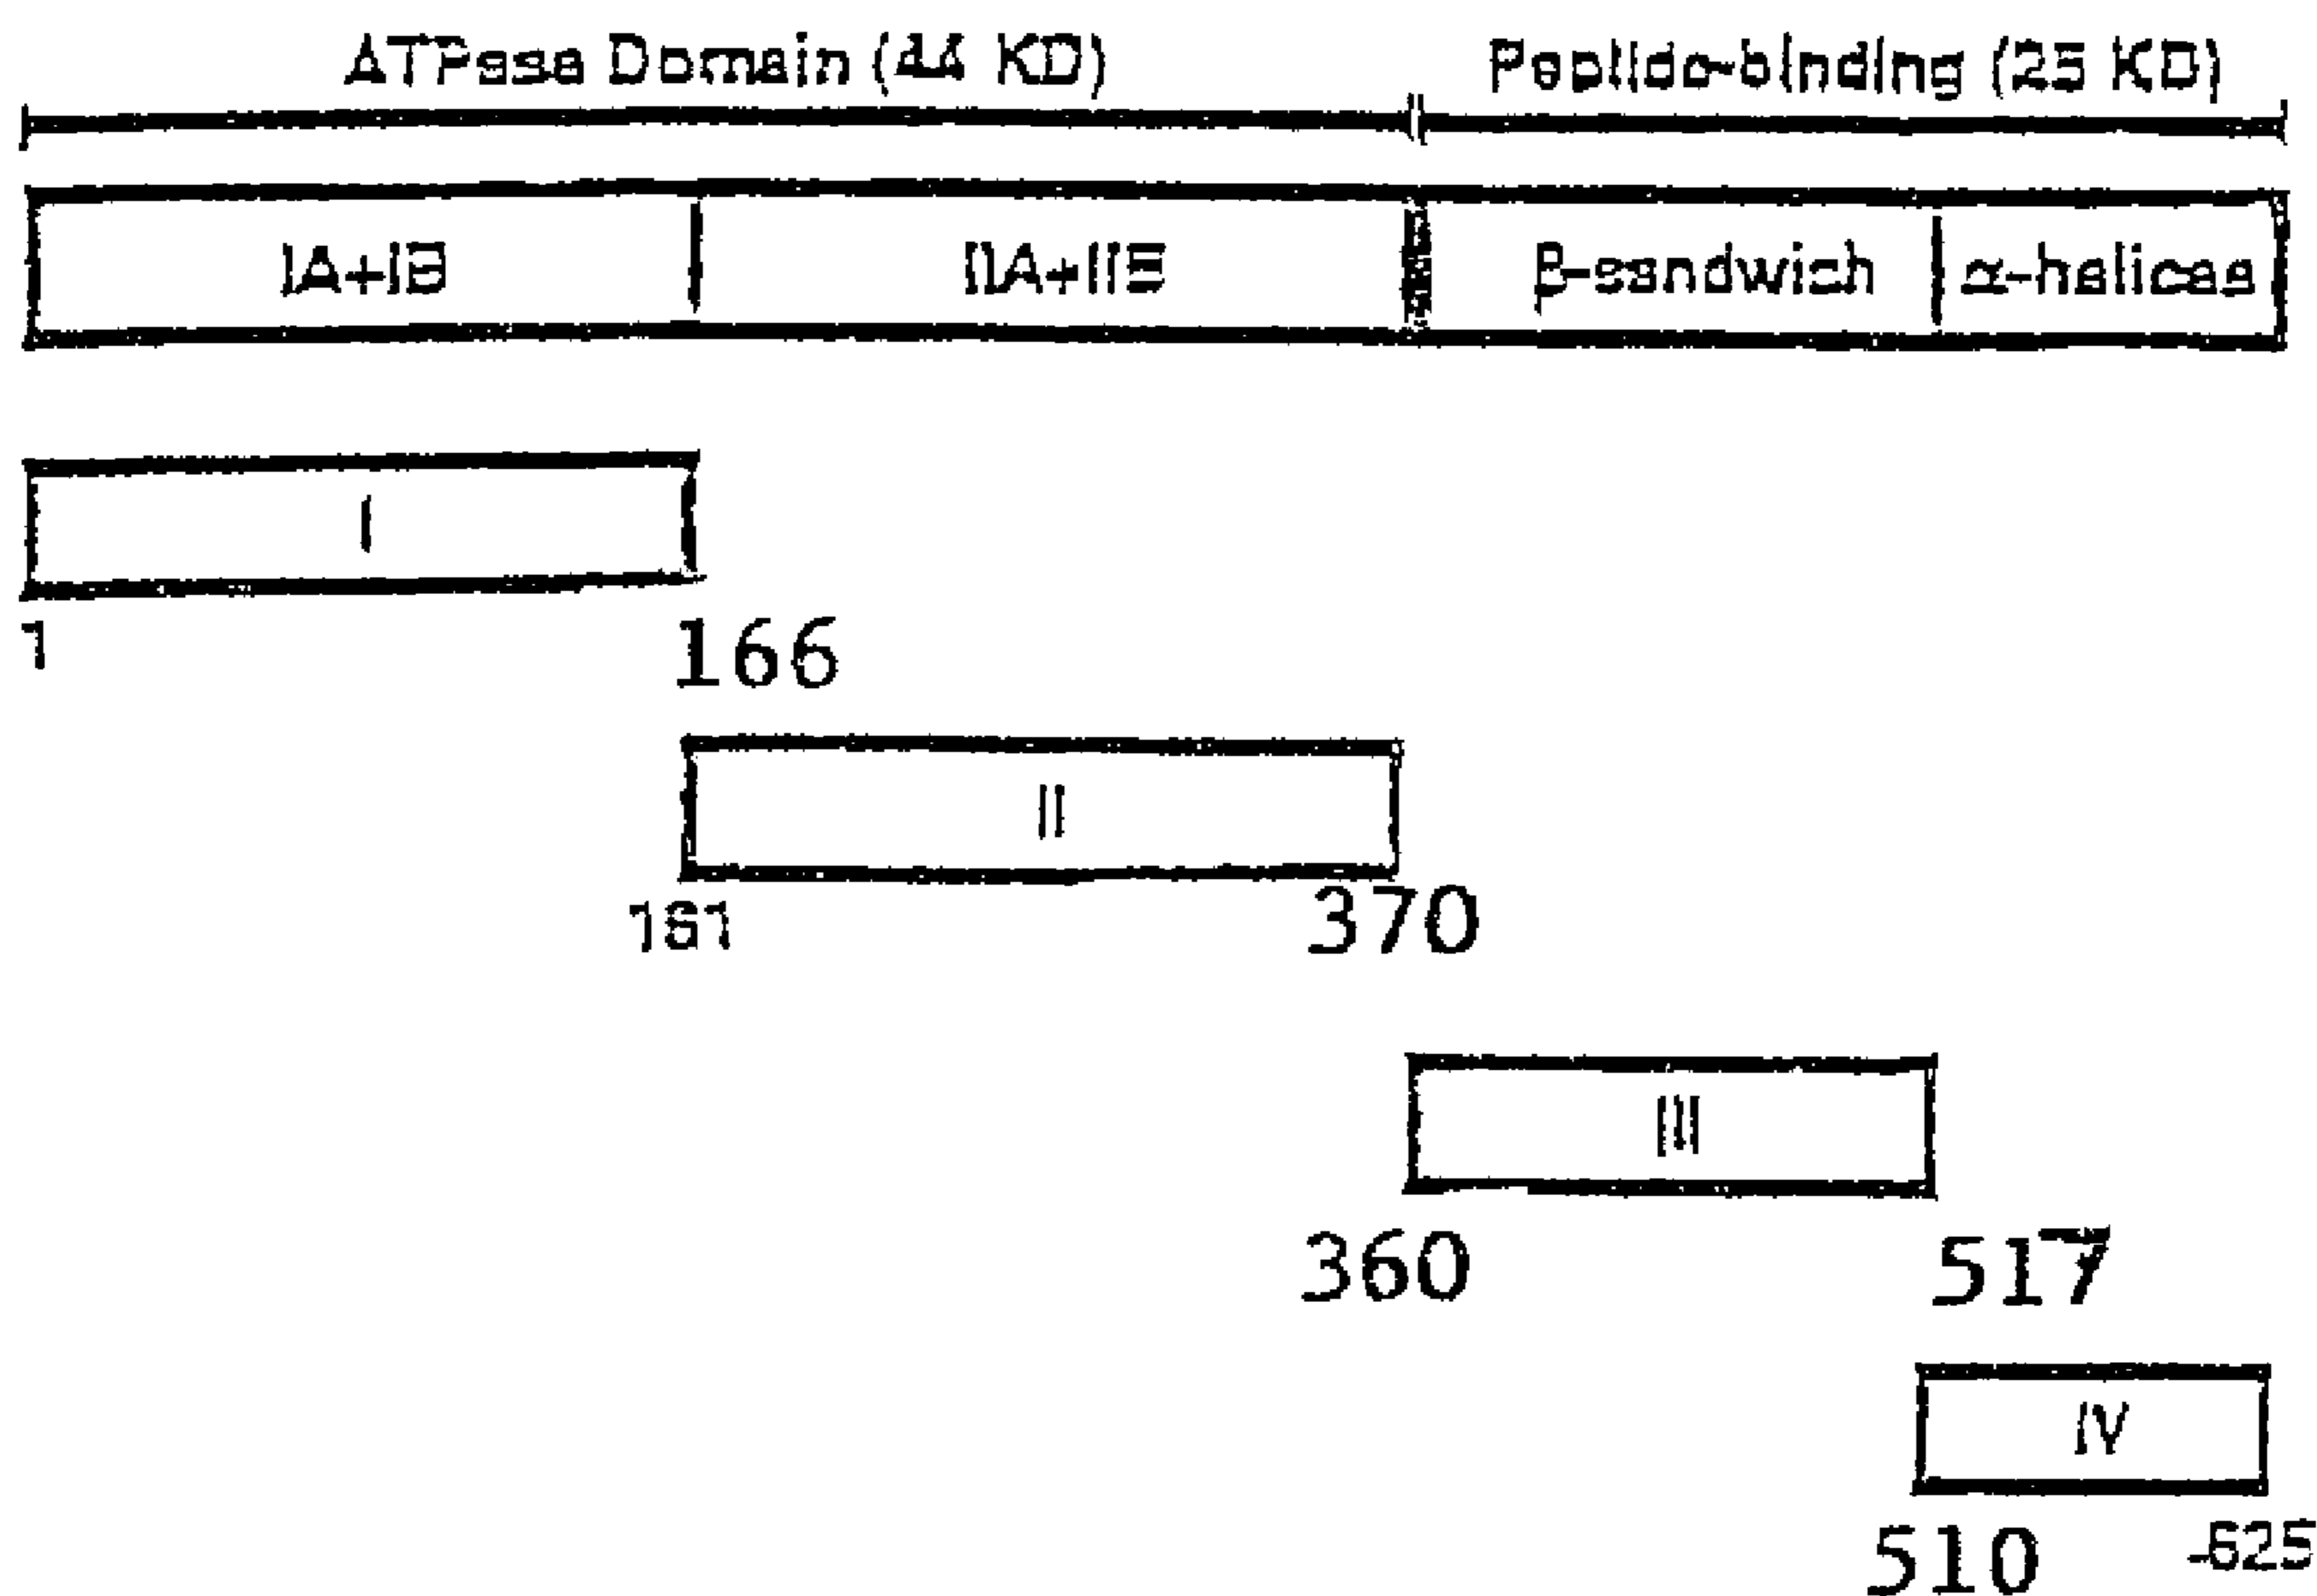 ATPase Domain (44 KD) Peptide-binding (25 KD)
IA+IB IIA+IIB β-sandwich α-helices
I
1 166
II
161 370
III
360 517
IV
510 -625